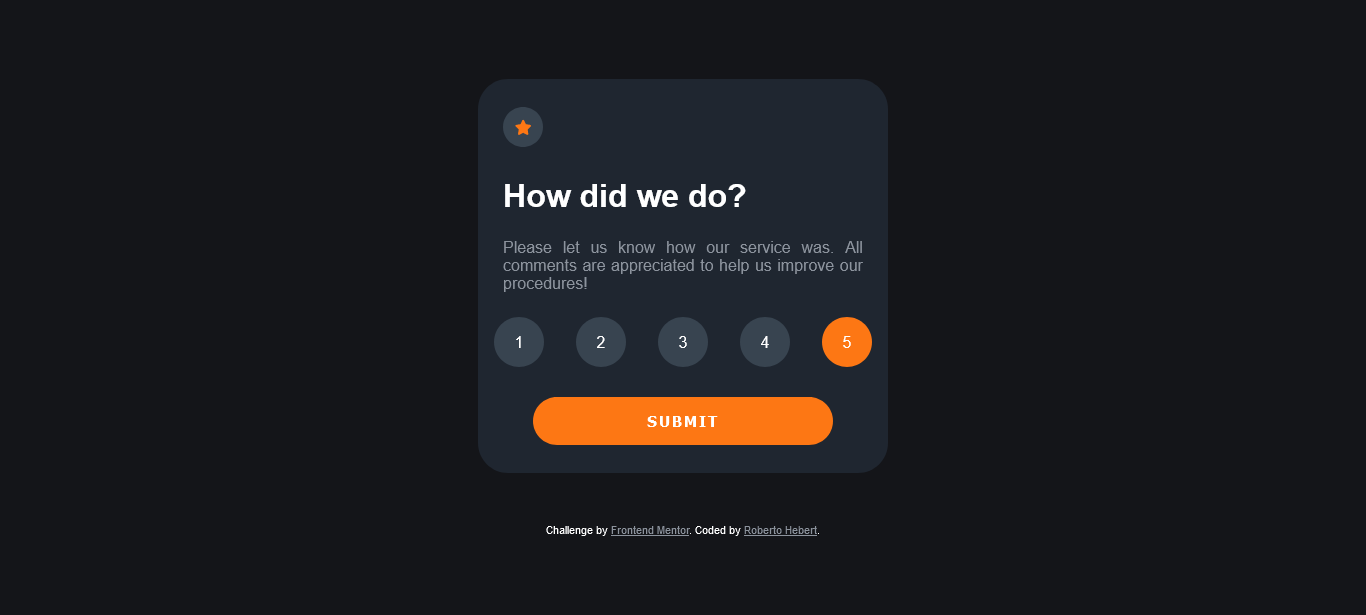 How did we do?
Please let us know how our service was. All
comments are appreciated to help us improve our
procedures!
1 2 3 4 5
SUBMIT
Challenge by Frontend Mentor. Coded by Roberto Hebert.